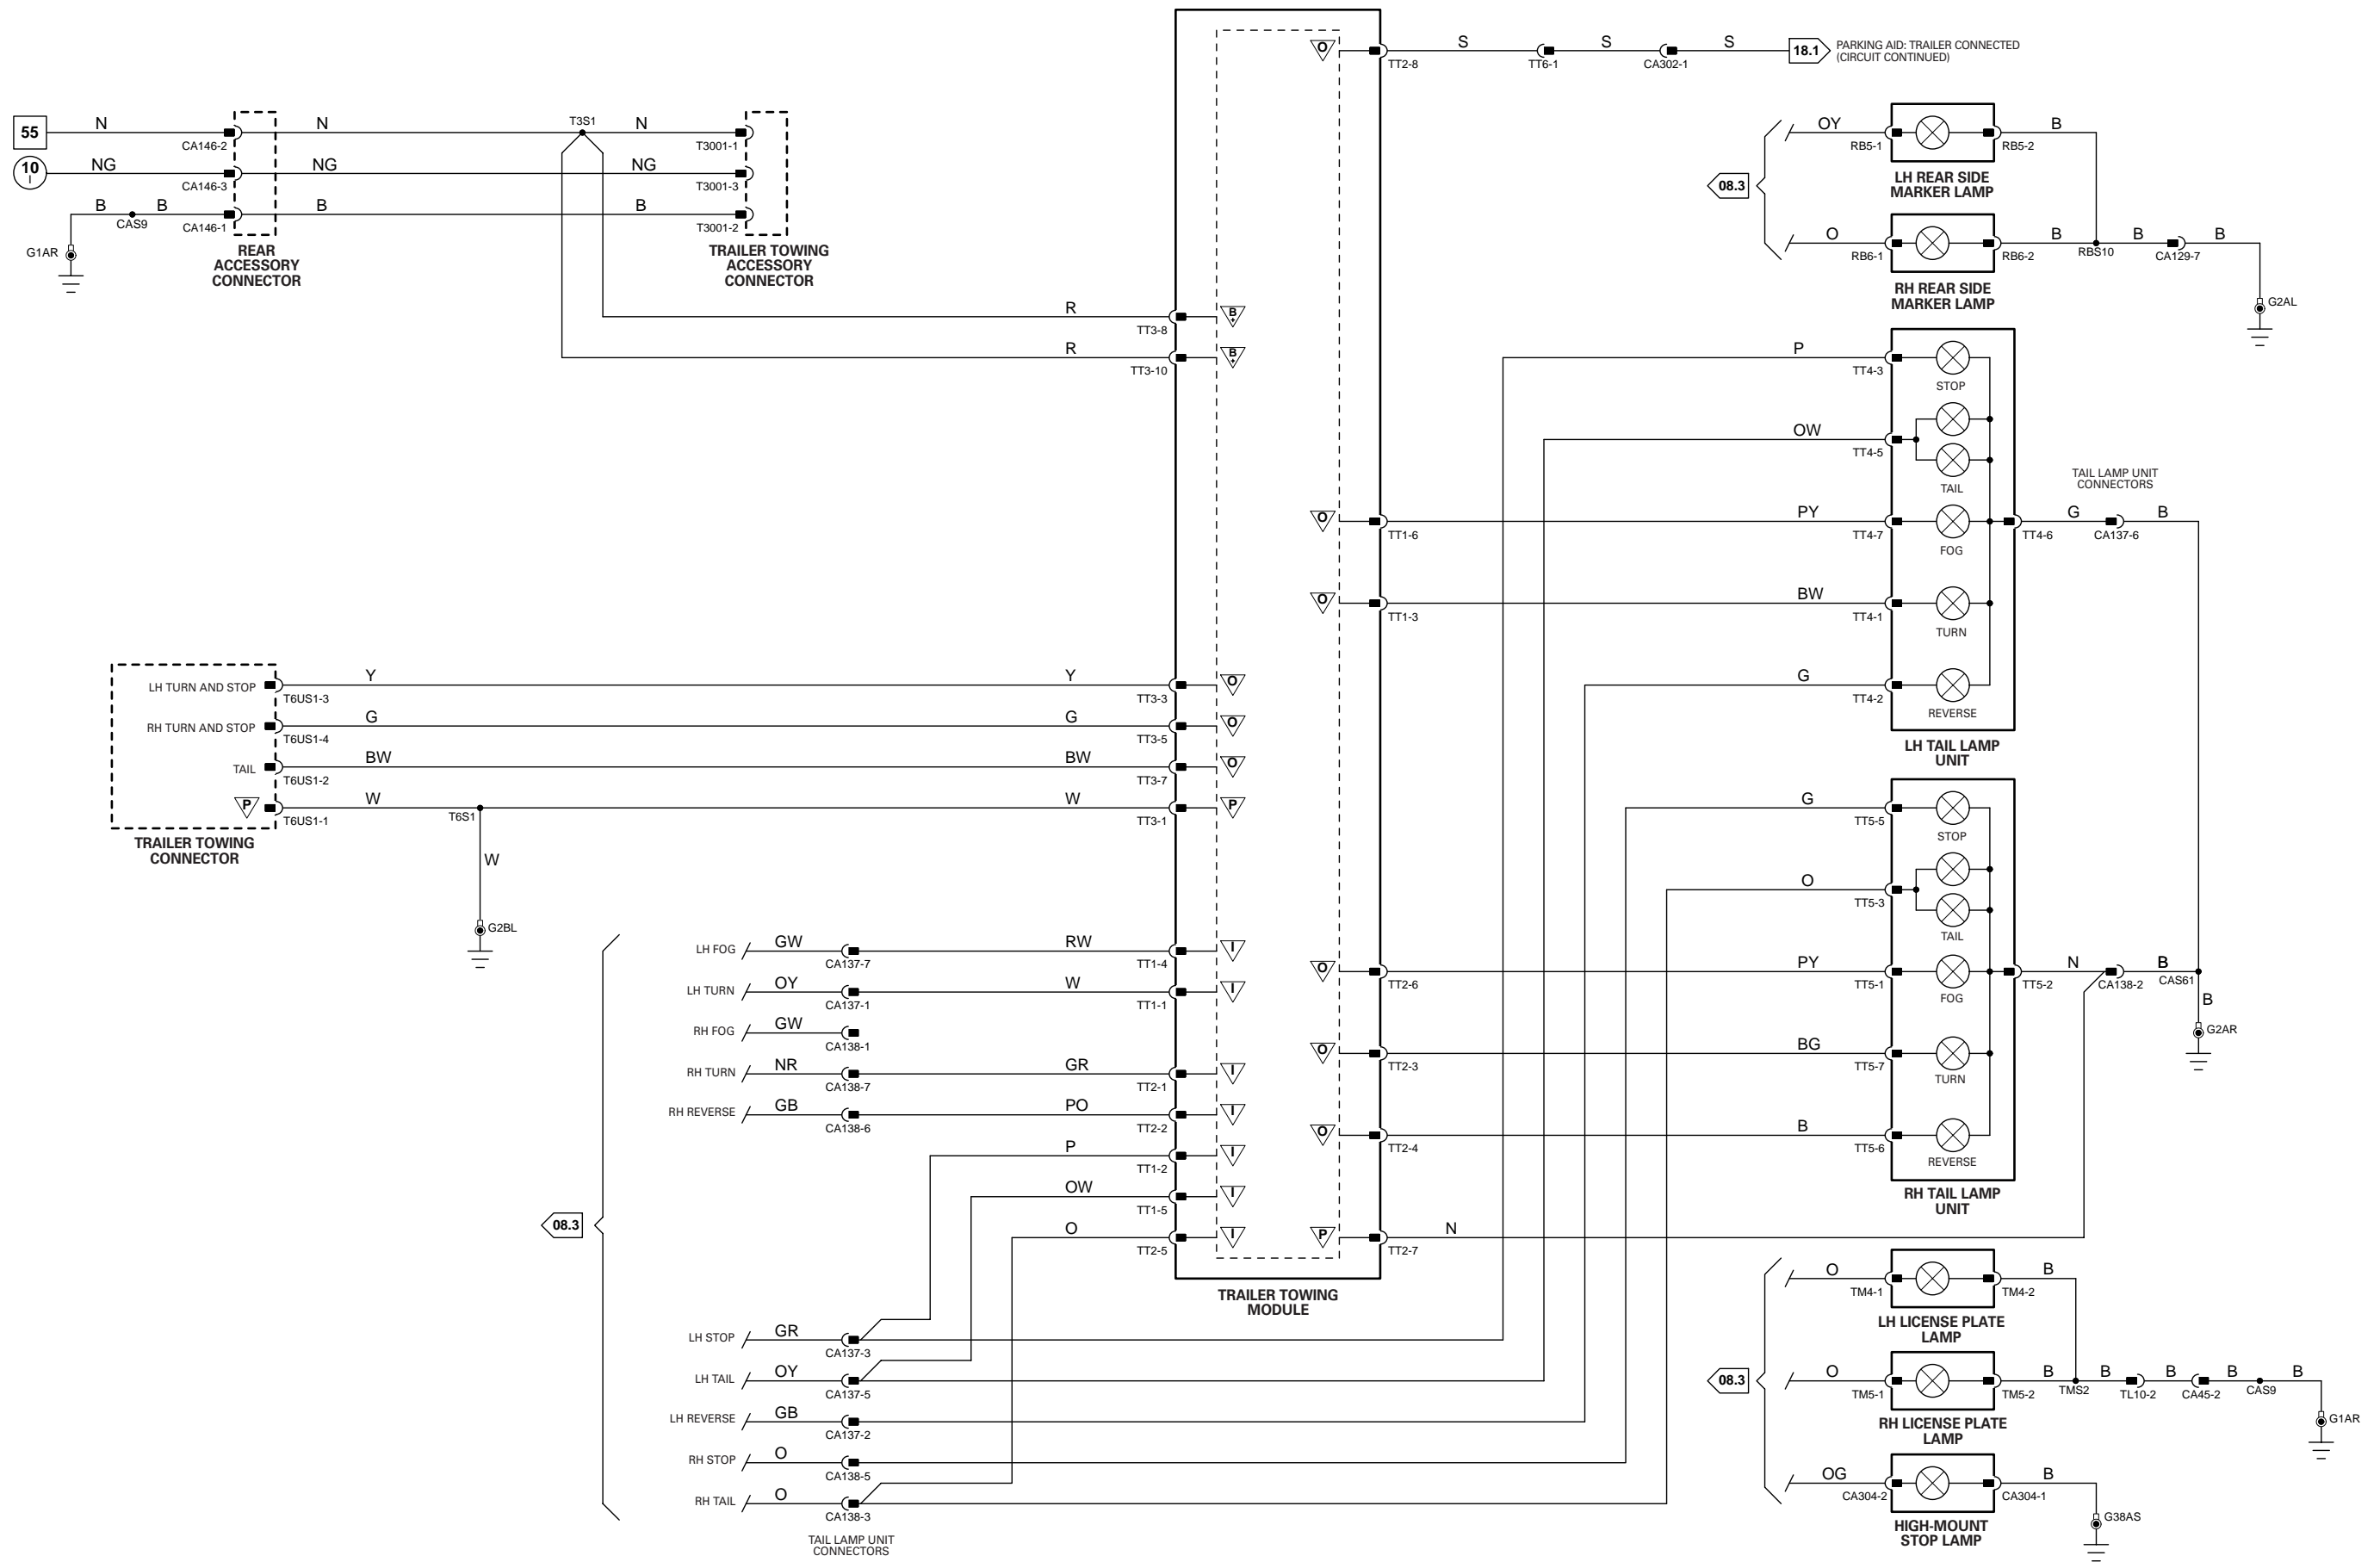 O
TT2-8
S
TT6-1
S
CA302-1
S
18.1
PARKING AID: TRAILER CONNECTED
(CIRCUIT CONTINUED)
55
N
CA146-2
N
T3S1
N
T3001-1
10
I
NG
CA146-3
NG
NG
T3001-3
B
CAS9
B
CA146-1
B
B
T3001-2
G1AR
REAR
ACCESSORY
CONNECTOR
TRAILER TOWING
ACCESSORY
CONNECTOR
R
TT3-8
B
+
R
TT3-10
B
+
08.3
OY
RB5-1
RB5-2
B
LH REAR SIDE
MARKER LAMP
O
RB6-1
RB6-2
B
RBS10
B
CA129-7
B
G2AL
RH REAR SIDE
MARKER LAMP
P
TT4-3
STOP
OW
TT4-5
TAIL
O
TT1-6
PY
TT4-7
FOG
TT4-6
G
CA137-6
B
TAIL LAMP UNIT
CONNECTORS
O
TT1-3
BW
TT4-1
TURN
G
TT4-2
REVERSE
LH TAIL LAMP
UNIT
LH TURN AND STOP
T6US1-3
Y
Y
TT3-3
O
RH TURN AND STOP
T6US1-4
G
G
TT3-5
O
TAIL
T6US1-2
BW
BW
TT3-7
O
P
T6US1-1
W
T6S1
W
TT3-1
P
W
G2BL
TRAILER TOWING
CONNECTOR
G
TT5-5
STOP
O
TT5-3
TAIL
O
TT2-6
PY
TT5-1
FOG
TT5-2
N
CA138-2
B
CAS61
B
G2AR
O
TT2-3
BG
TT5-7
TURN
O
TT2-4
B
TT5-6
REVERSE
RH TAIL LAMP
UNIT
P
TT2-7
N
08.3
LH FOG
GW
CA137-7
RW
TT1-4
I
LH TURN
OY
CA137-1
W
TT1-1
I
RH FOG
GW
CA138-1
RH TURN
NR
CA138-7
GR
TT2-1
I
RH REVERSE
GB
CA138-6
PO
TT2-2
I
P
TT1-2
I
OW
TT1-5
I
O
TT2-5
I
TRAILER TOWING
MODULE
LH STOP
GR
CA137-3
LH TAIL
OY
CA137-5
LH REVERSE
GB
CA137-2
RH STOP
O
CA138-5
RH TAIL
O
CA138-3
TAIL LAMP UNIT
CONNECTORS
08.3
O
TM4-1
TM4-2
B
LH LICENSE PLATE
LAMP
O
TM5-1
TM5-2
B
TMS2
B
TL10-2
B
CA45-2
B
CAS9
B
G1AR
RH LICENSE PLATE
LAMP
OG
CA304-2
CA304-1
B
G38AS
HIGH-MOUNT
STOP LAMP